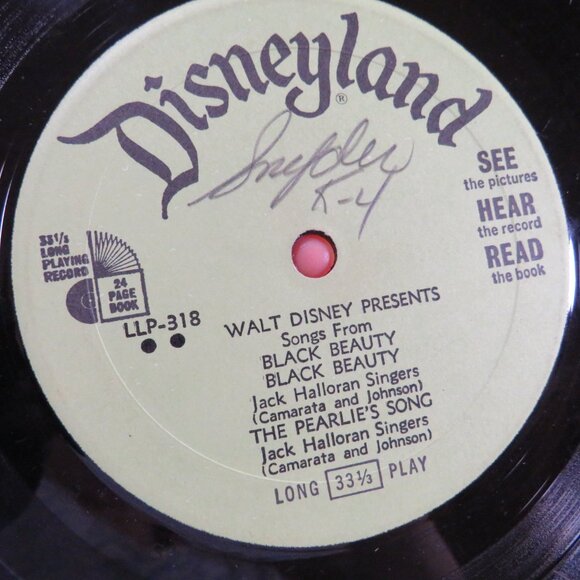 Disneyland®
Snyder
K-4
SEE
the pictures
HEAR
the record
READ
the book
33⅓
LONG
PLAYING
RECORD
24
PAGE
BOOK
LLP-318
WALT DISNEY PRESENTS
Songs From
BLACK BEAUTY
BLACK BEAUTY
Jack Halloran Singers
(Camarata and Johnson)
THE PEARLIE'S SONG
Jack Halloran Singers
(Camarata and Johnson)
LONG 33⅓ PLAY